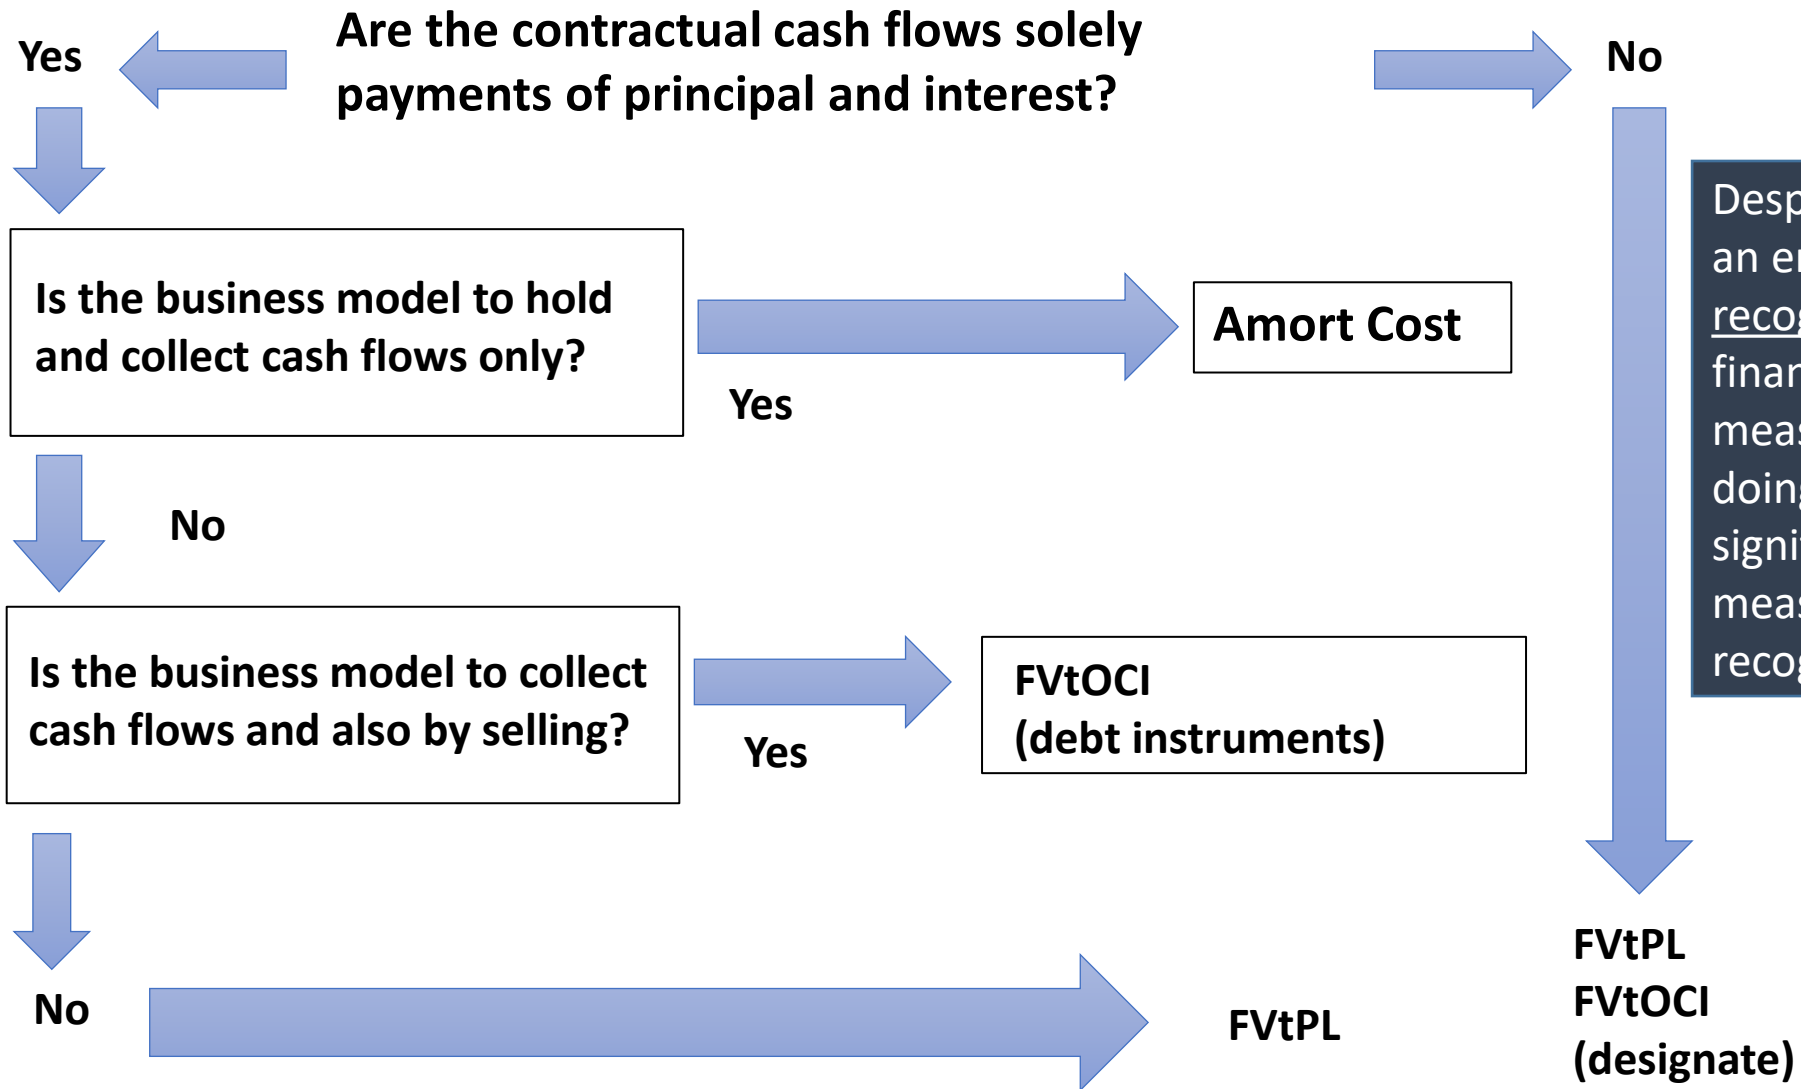 Are the contractual cash flows solely
payments of principal and interest?
Yes
No
Is the business model to hold
and collect cash flows only?
Yes
Amort Cost
No
Is the business model to collect
cash flows and also by selling?
Yes
FVtOCI
(debt instruments)
No
FVtPL
an
FVtPL
FVtOCI
(designate)